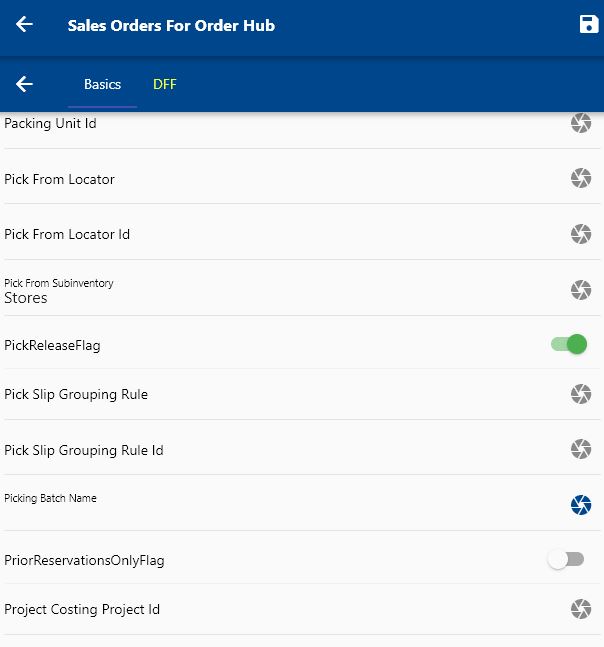 Sales Orders For Order Hub
Basics
DFF
Packing Unit Id
Pick From Locator
Pick From Locator Id
Pick From Subinventory
Stores
PickReleaseFlag
Pick Slip Grouping Rule
Pick Slip Grouping Rule Id
Picking Batch Name
PriorReservationsOnlyFlag
Project Costing Project Id